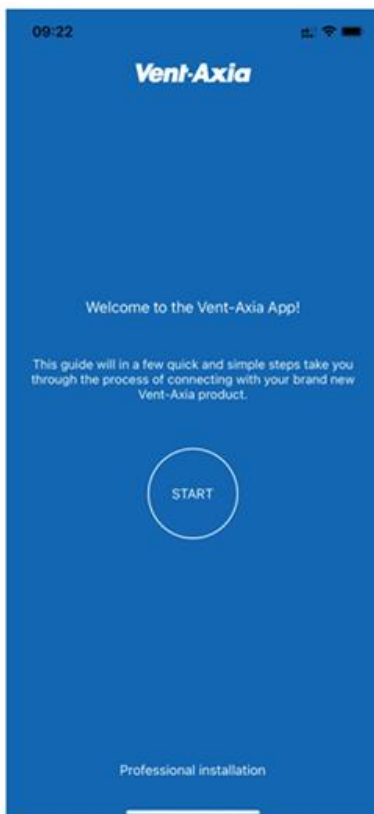 09:22
Vent-Axia
Welcome to the Vent-Axia App!
This guide will in a few quick and simple steps take you
through the process of connecting with your brand new
Vent-Axia product.
START
Professional installation